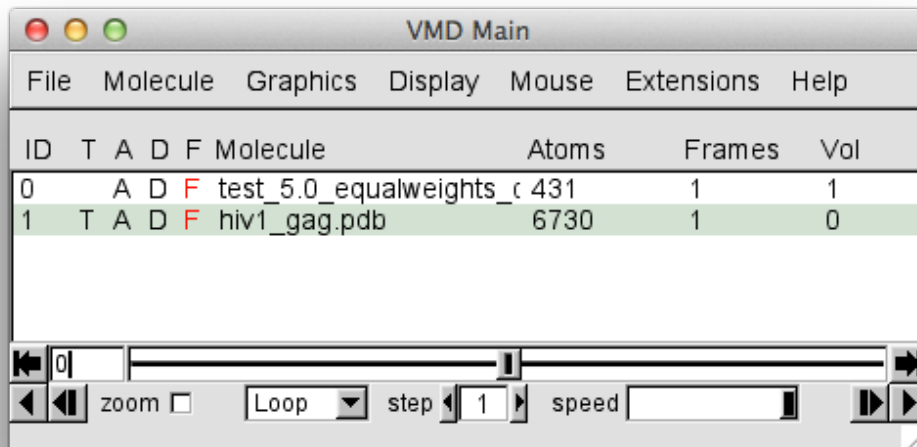 VMD Main
File Molecule Graphics Display Mouse Extensions Help
ID T A D F Molecule Atoms Frames Vol
0 A D F test_5.0_equalweights_ 431 1 1
1 T A D F hiv1_gag.pdb 6730 1 0
0
zoom Loop step 1 speed